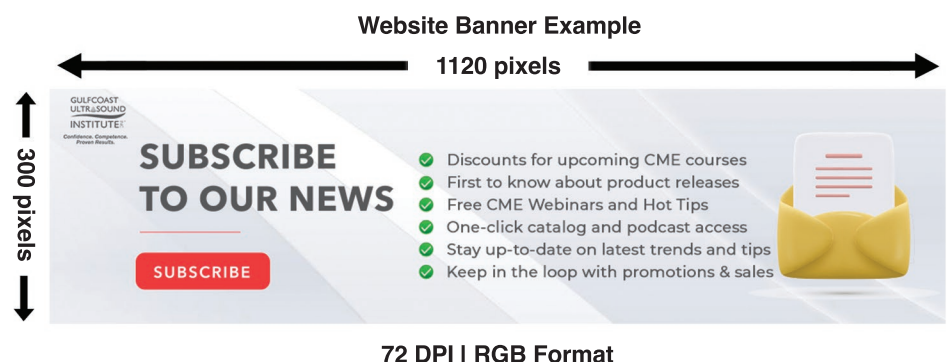 Website Banner Example
1120 pixels
300 pixels
GULFCOAST
ULTRASOUND
INSTITUTE
Confidence. Competence.
Proven Results.
SUBSCRIBE
TO OUR NEWS
SUBSCRIBE
Discounts for upcoming CME courses
First to know about product releases
Free CME Webinars and Hot Tips
One-click catalog and podcast access
Stay up-to-date on latest trends and tips
Keep in the loop with promotions & sales
72 DPI | RGB Format